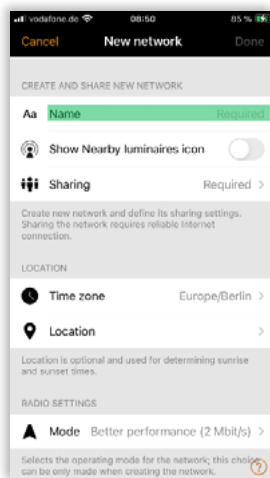 vodafone.de 08:50 85 %
Cancel New network Done
CREATE AND SHARE NEW NETWORK
Aa Name Required
Show Nearby luminaires icon
Sharing Required >
Create new network and define its sharing settings.
Sharing the network requires reliable Internet
connection.
LOCATION
Time zone Europe/Berlin >
Location >
Location is optional and used for determining sunrise
and sunset times.
RADIO SETTINGS
Mode Better performance (2 Mbit/s) >
Selects the operating mode for the network; this choice
can be only made when creating the network.
?